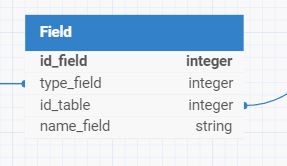 Field
id_field integer
type_field integer
id_table integer
name_field string